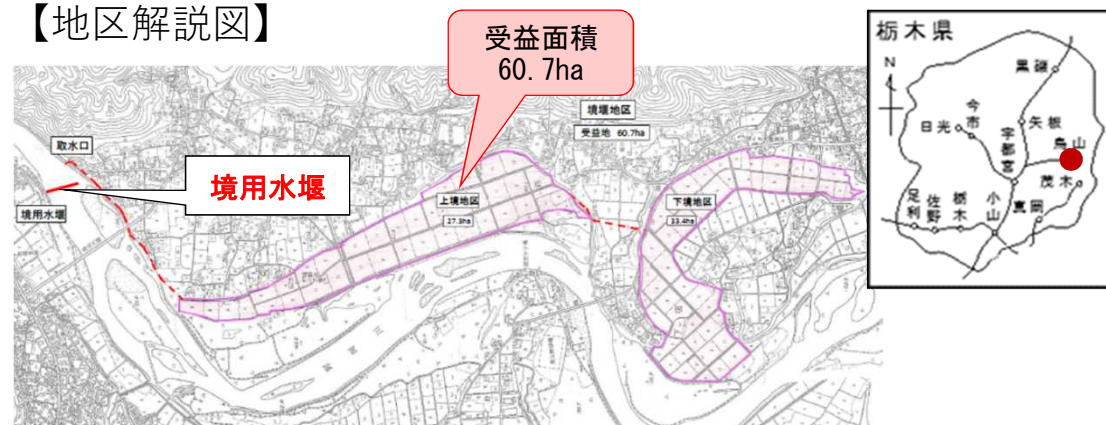 【地区解説図】
受益面積
60.7ha
境堰地区
受益地 60.7ha
取水口
境用水堰
境用水堰
上境地区
27.3ha
下境地区
33.4ha
栃木県
N
黒磯
矢板
今市
日光
宇都宮
烏山
茂木
真岡
小山
栃木
佐野
足利